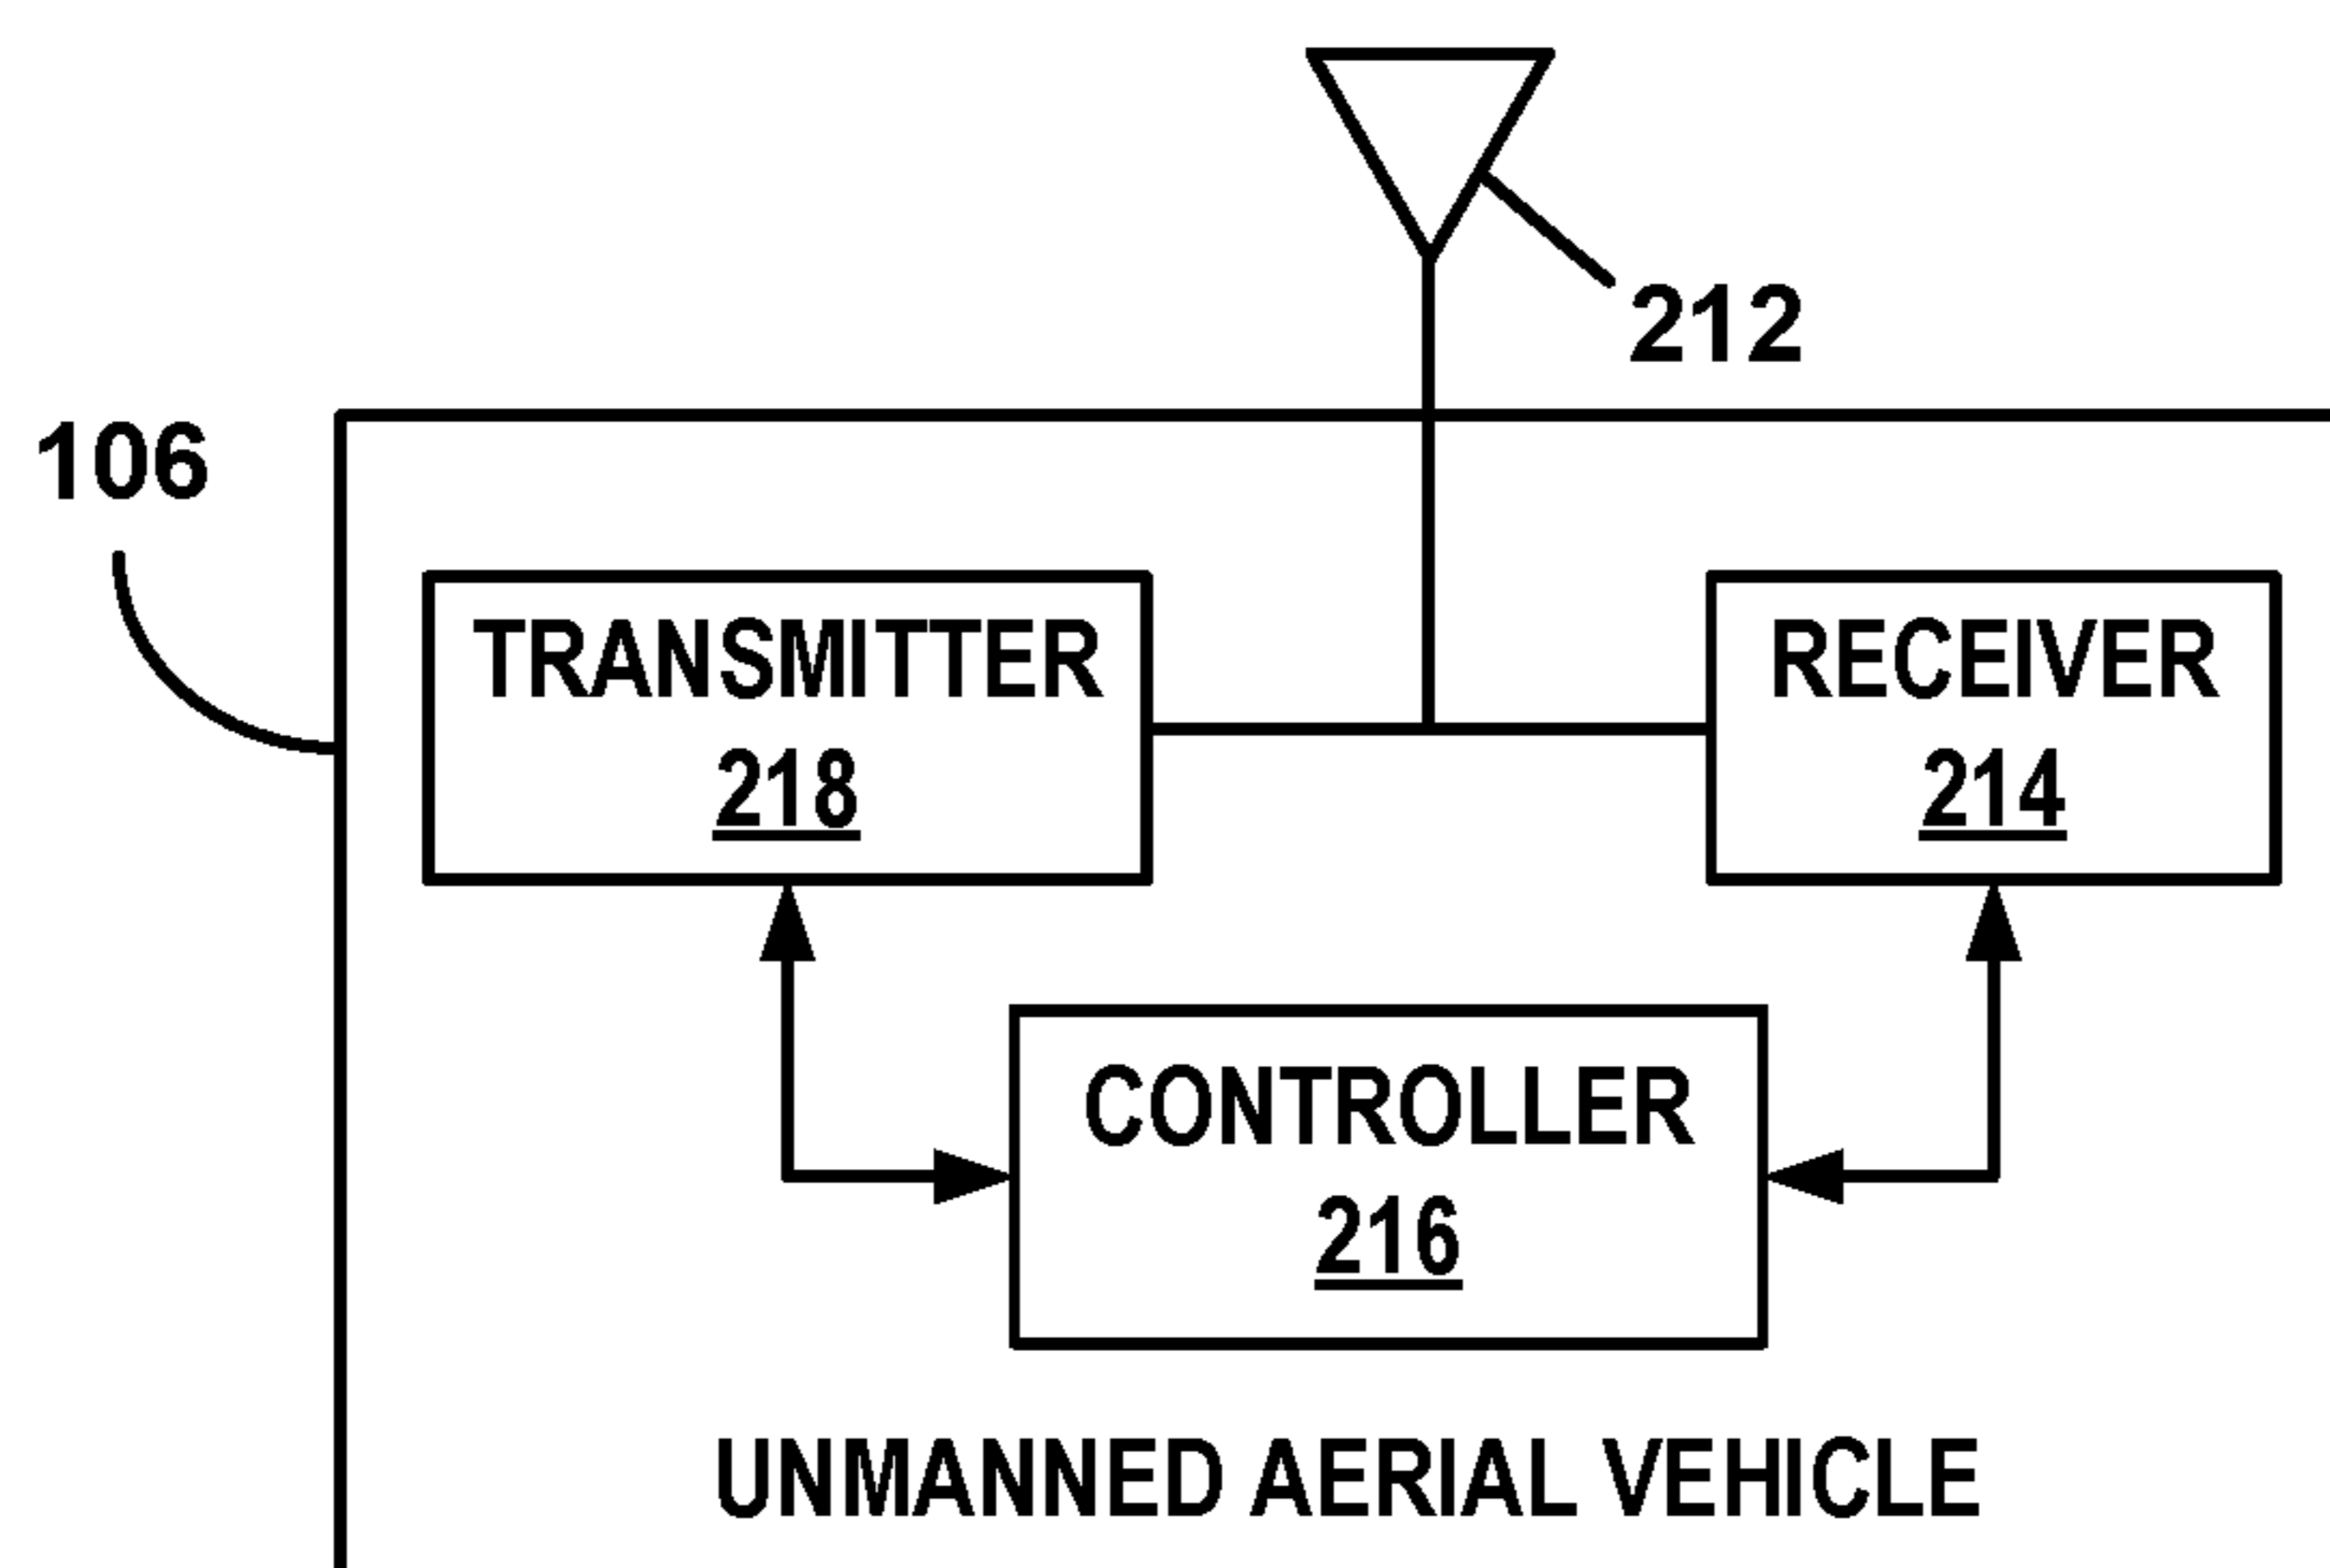 212
106
TRANSMITTER
218
RECEIVER
214
CONTROLLER
216
UNMANNED AERIAL VEHICLE